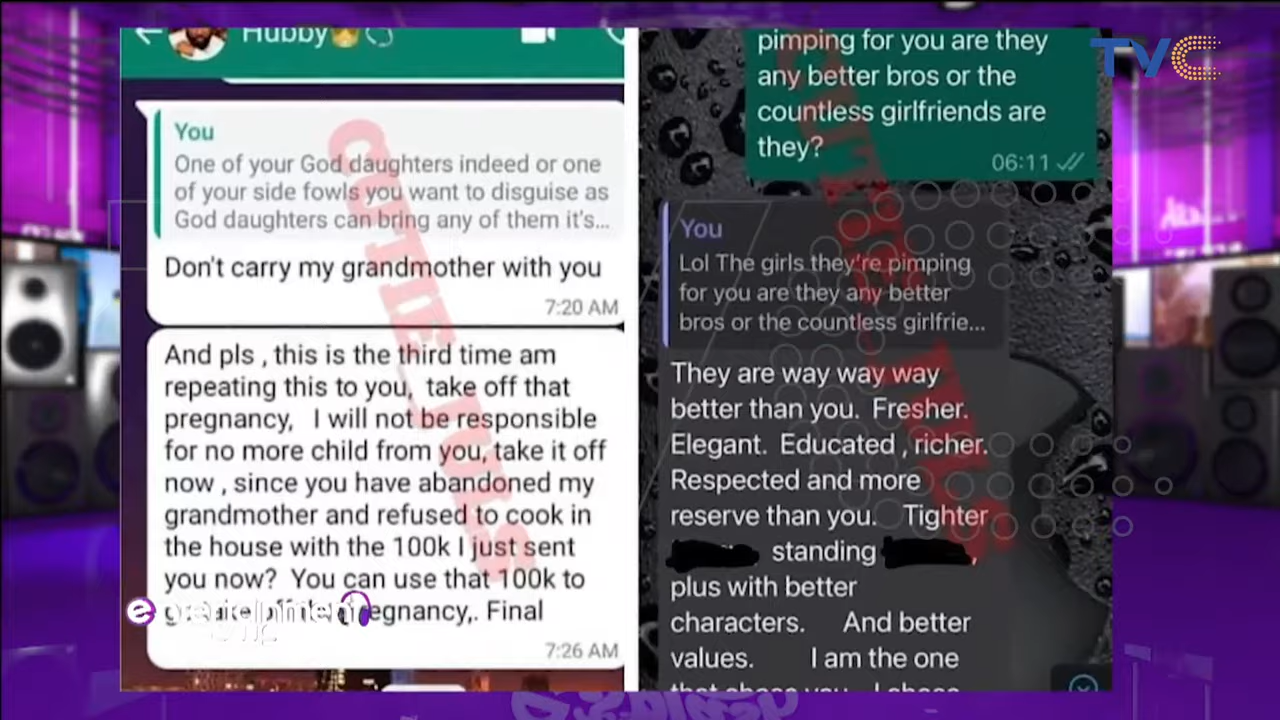 TVC
Hubby
You
One of your God daughters indeed or one
of your side fowls you want to disguise as
God daughters can bring any of them it's...
Don't carry my grandmother with you
7:20 AM
And pls , this is the third time am
repeating this to you, take off that
pregnancy, I will not be responsible
for no more child from you, take it off
now , since you have abandoned my
grandmother and refused to cook in
the house with the 100k I just sent
you now? You can use that 100k to
pregnancy,. Final
7:26 AM
pimping for you are they
any better bros or the
countless girlfriends are
they?
06:11
You
Lol The girls they're pimping
for you are they any better
bros or the countless girlfrie...
They are way way way
better than you. Fresher.
Elegant. Educated , richer.
Respected and more
reserve than you. Tighter
standing
plus with better
characters. And better
values. I am the one
CUTIE_JULS